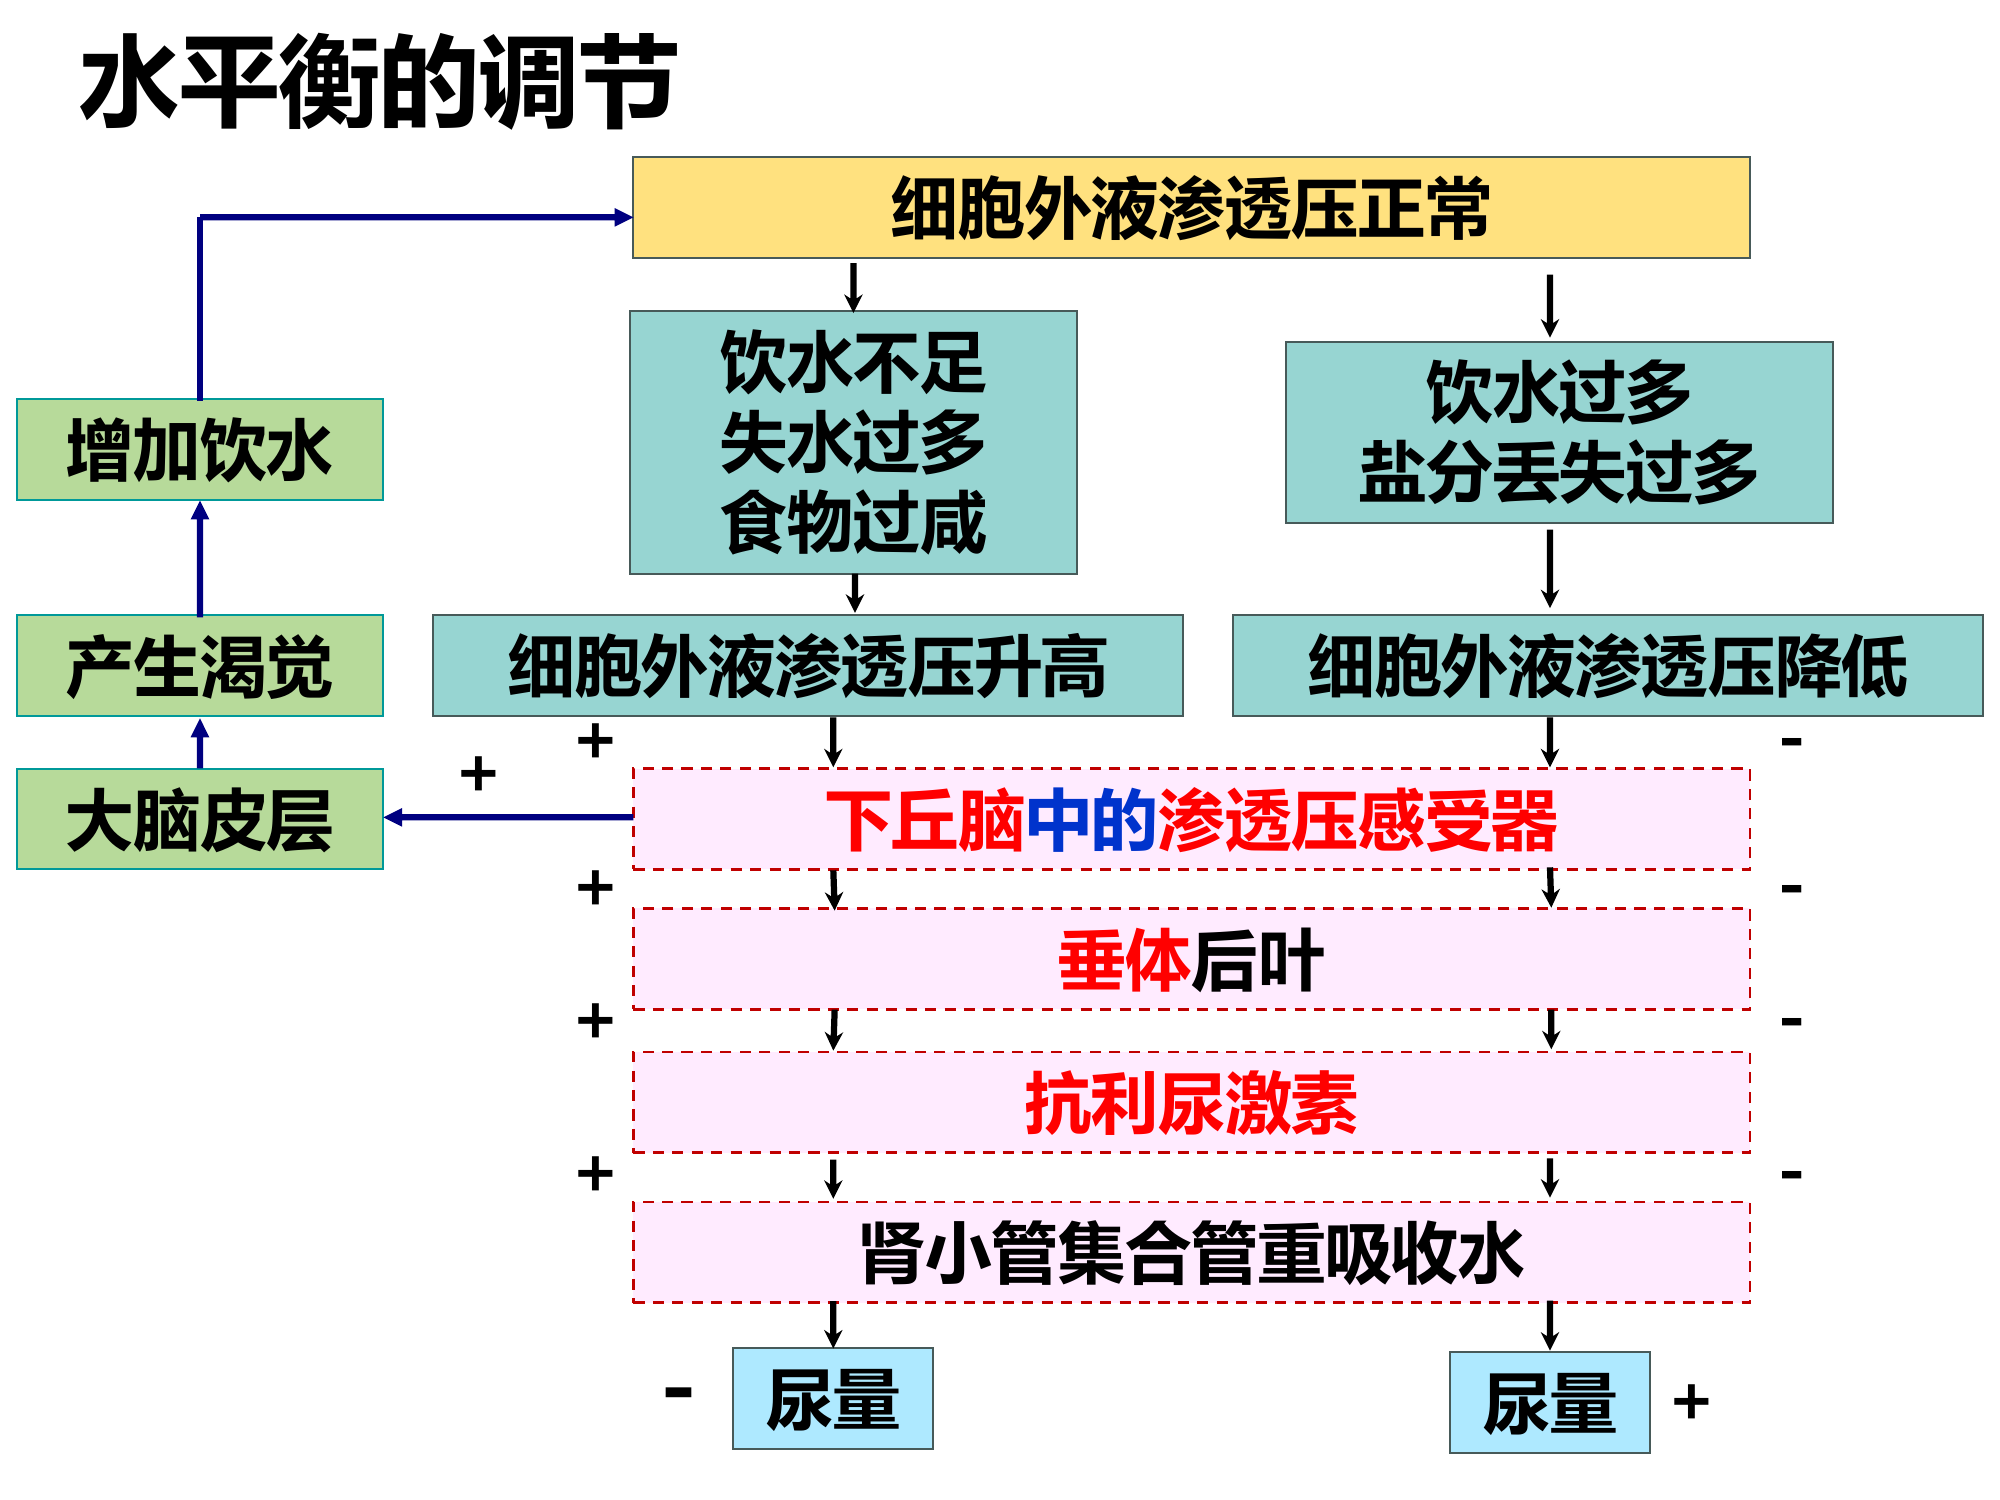 水平衡的调节
细胞外液渗透压正常
饮水不足
失水过多
食物过咸
饮水过多
盐分丢失过多
增加饮水
产生渴觉
细胞外液渗透压升高
细胞外液渗透压降低
+
+
-
大脑皮层
下丘脑中的渗透压感受器
+
-
垂体后叶
+
-
抗利尿激素
+
-
肾小管集合管重吸收水
-
尿量
尿量
+